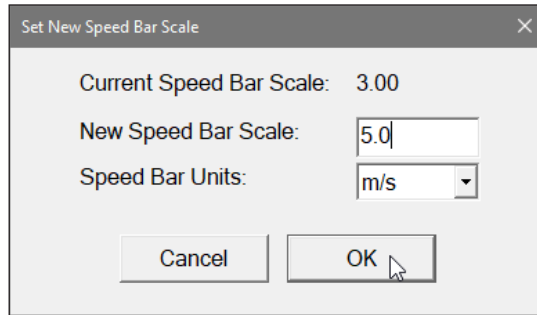 Set New Speed Bar Scale
Current Speed Bar Scale: 3.00
New Speed Bar Scale: 5.0
Speed Bar Units: m/s
Cancel OK